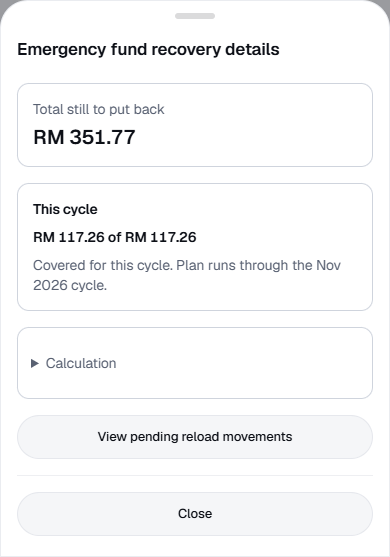 Emergency fund recovery details
Total still to put back
RM 351.77
This cycle
RM 117.26 of RM 117.26
Covered for this cycle. Plan runs through the Nov
2026 cycle.
Calculation
View pending reload movements
Close